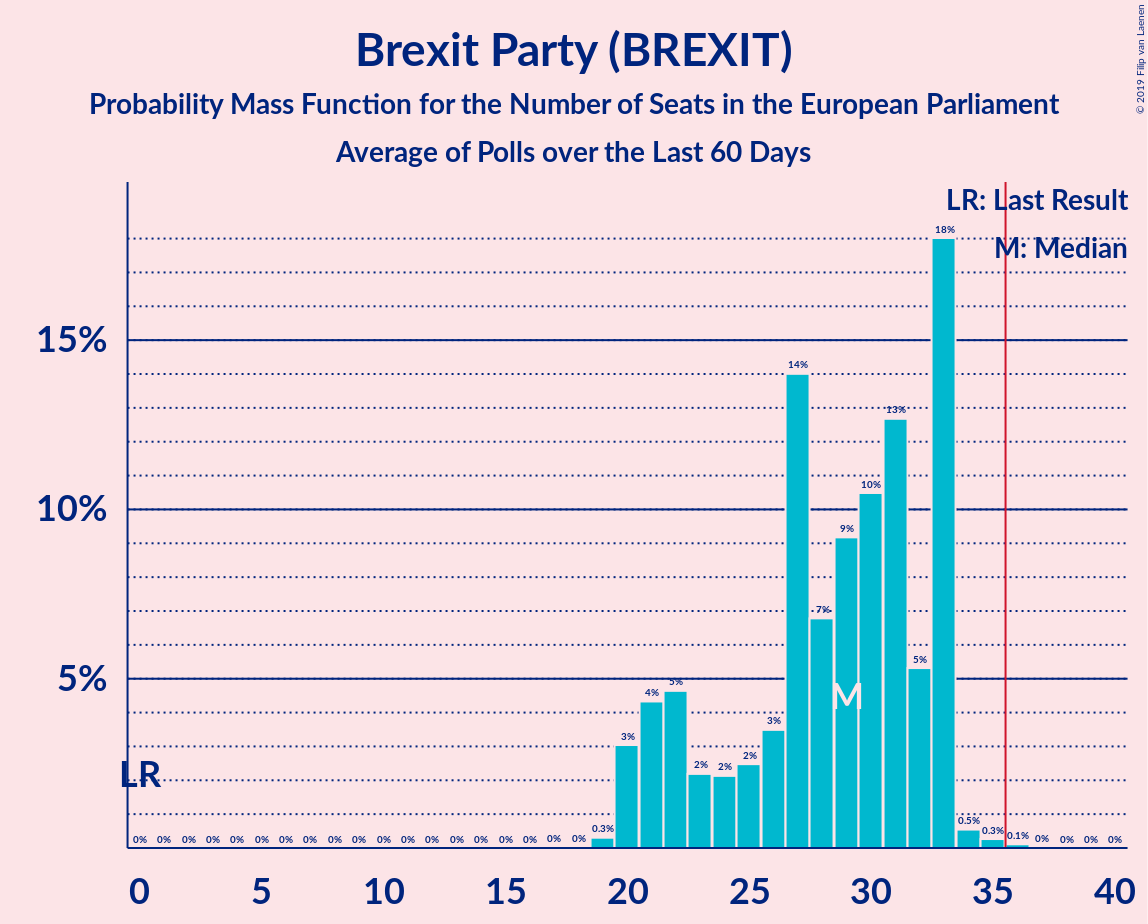 Brexit Party (BREXIT)
Probability Mass Function for the Number of Seats in the European Parliament
Average of Polls over the Last 60 Days
© 2019 Filip van Laenen
LR: Last Result
M: Median
18%
15%
14%
13%
10%
10%
9%
7%
5%
5%
5%
4%
3%
3%
2%
2%
2%
M
LR
0% 0% 0% 0% 0% 0% 0% 0% 0% 0% 0% 0% 0% 0% 0% 0% 0% 0% 0% 0.3% 0.5% 0.3% 0.1% 0% 0% 0% 0%
0 5 10 15 20 25 30 35 40